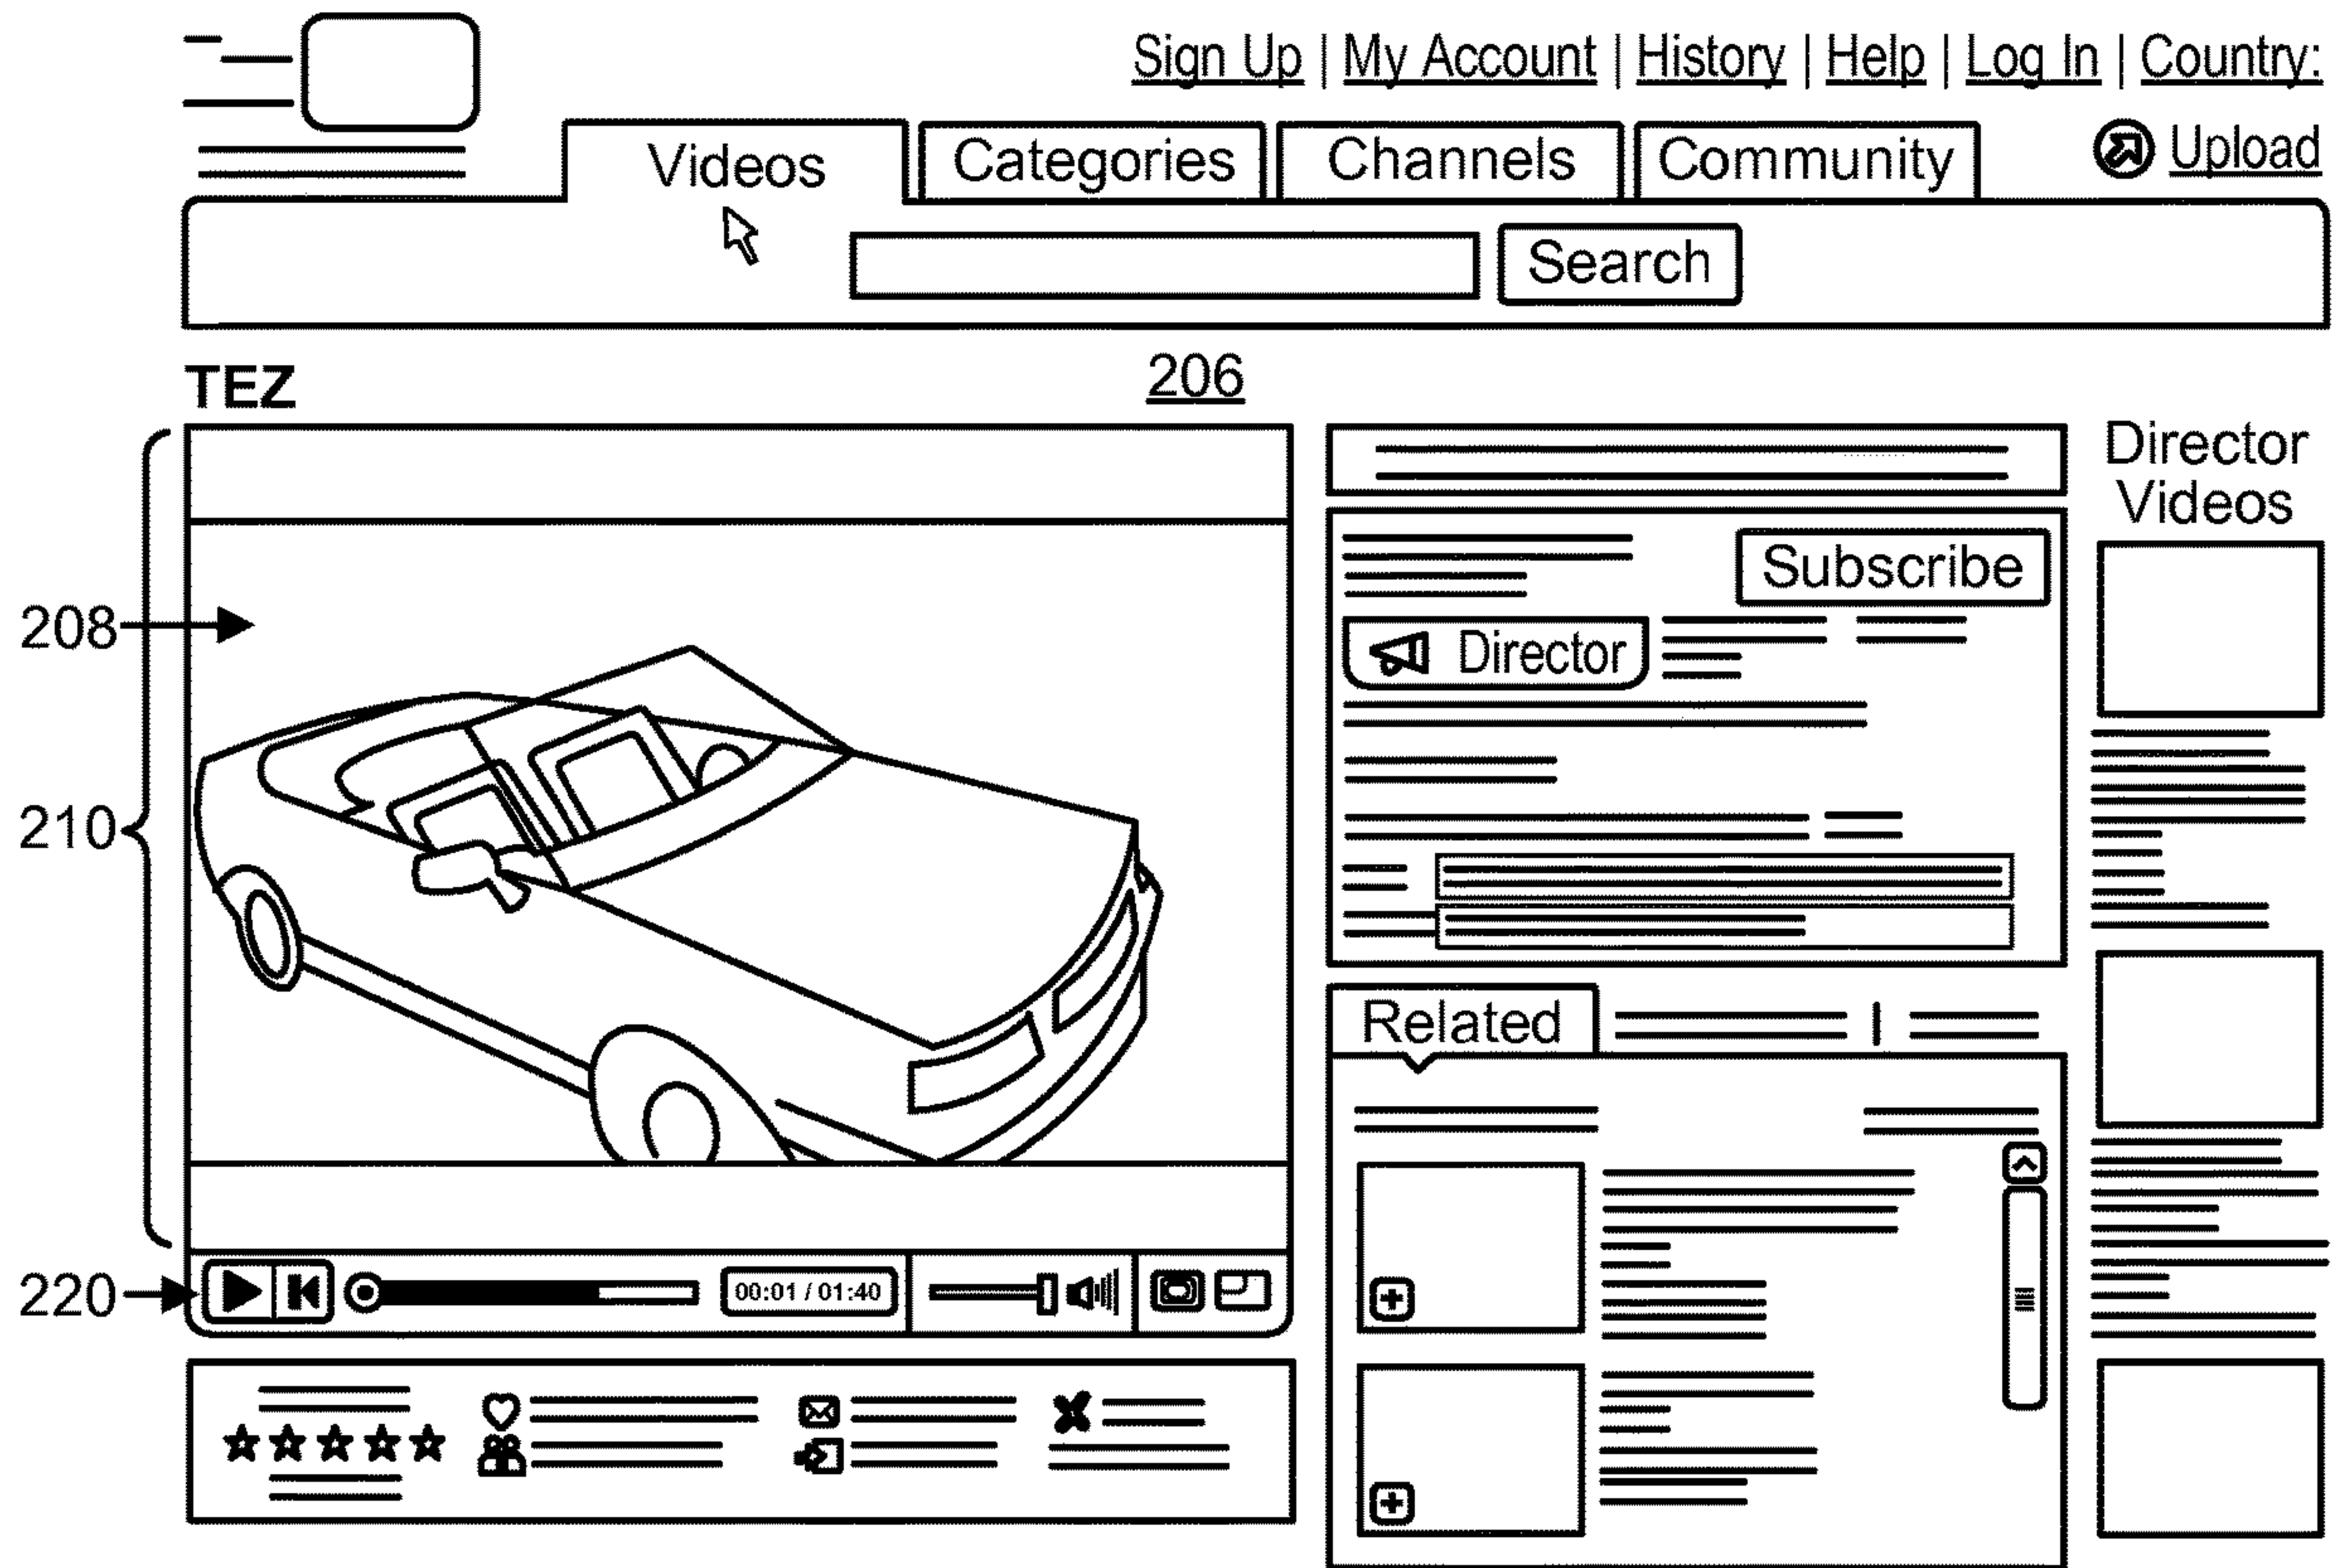 Sign Up | My Account | History | Help | Log In | Country:
Videos
Categories
Channels
Community
Upload
Search
TEZ
206
Director
Videos
208
Subscribe
Director
210
Related
220
00:01 / 01:40